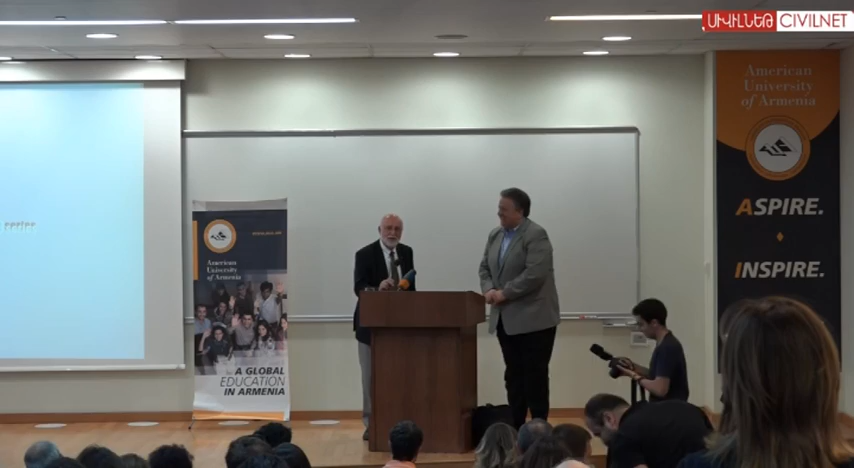 ՍԻՎԻԼՆԵԹ CIVILNET
American
University
of Armenia
ASPIRE.
INSPIRE.
American
University
of Armenia
A GLOBAL
EDUCATION
IN ARMENIA